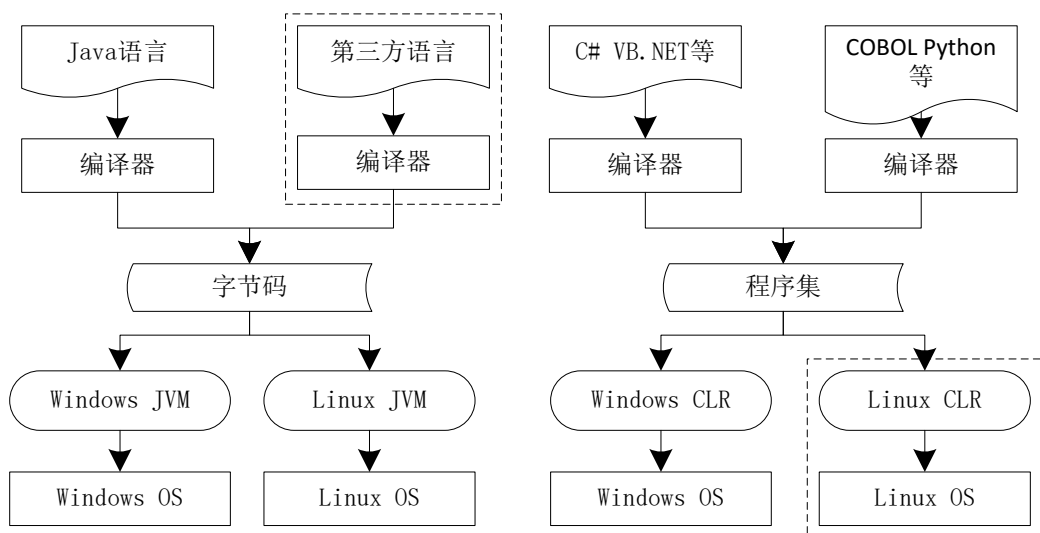 Java语言
第三方语言
C# VB.NET等
COBOL Python
等
编译器
编译器
编译器
编译器
字节码
程序集
Windows JVM
Linux JVM
Windows CLR
Linux CLR
Windows OS
Linux OS
Windows OS
Linux OS